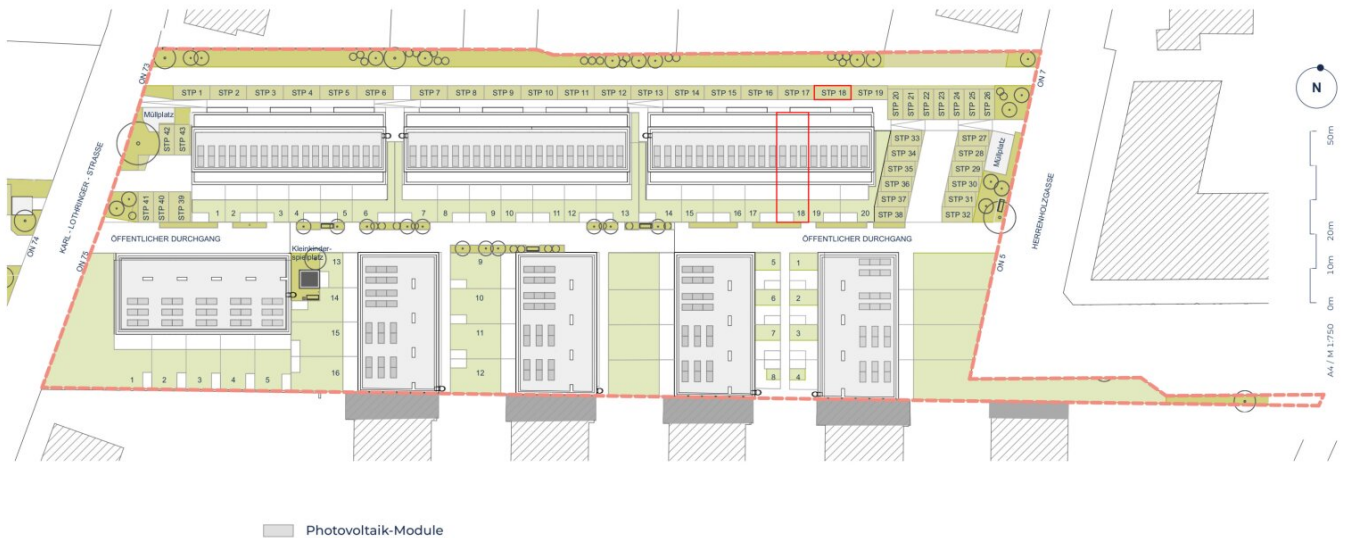 ON 73
ON 7
STP 1 STP 2 STP 3 STP 4 STP 5 STP 6 STP 7 STP 8 STP 9 STP 10 STP 11 STP 12 STP 13 STP 14 STP 15 STP 16 STP 17 STP 18 STP 19 STP 20 STP 21 STP 22 STP 23 STP 24 STP 25 STP 26
N
Müllplatz
STP 42 STP 43
STP 33 STP 27
STP 34 STP 28
STP 35 STP 29
STP 36 STP 30
STP 37 STP 31
STP 38 STP 32
Müllplatz
KARL - LOTHRINGER - STRASSE
HERRENHOLZGASSE
STP 41 STP 40 STP 39
1 2 3 4 5 6 7 8 9 10 11 12 13 14 15 16 17 18 19 20
ÖFFENTLICHER DURCHGANG
ÖFFENTLICHER DURCHGANG
ON 74
ON 75
ON 5
Kleinkinder-
spielplatz
13 9 5 1
14 10 6 2
15 11 7 3
16 12 8 4
1 2 3 4 5
50m
20m
10m
0m
A4 / M 1:750
Photovoltaik-Module